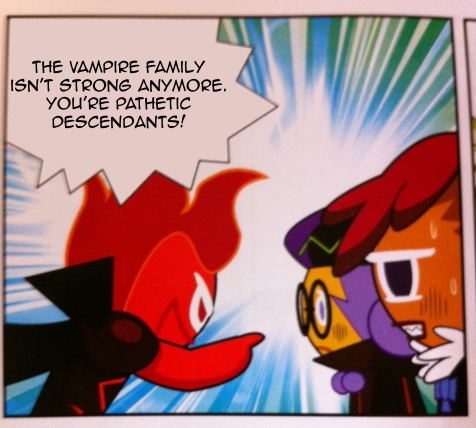 THE VAMPIRE FAMILY
ISN'T STRONG ANYMORE.
YOU'RE PATHETIC
DESCENDANTS!